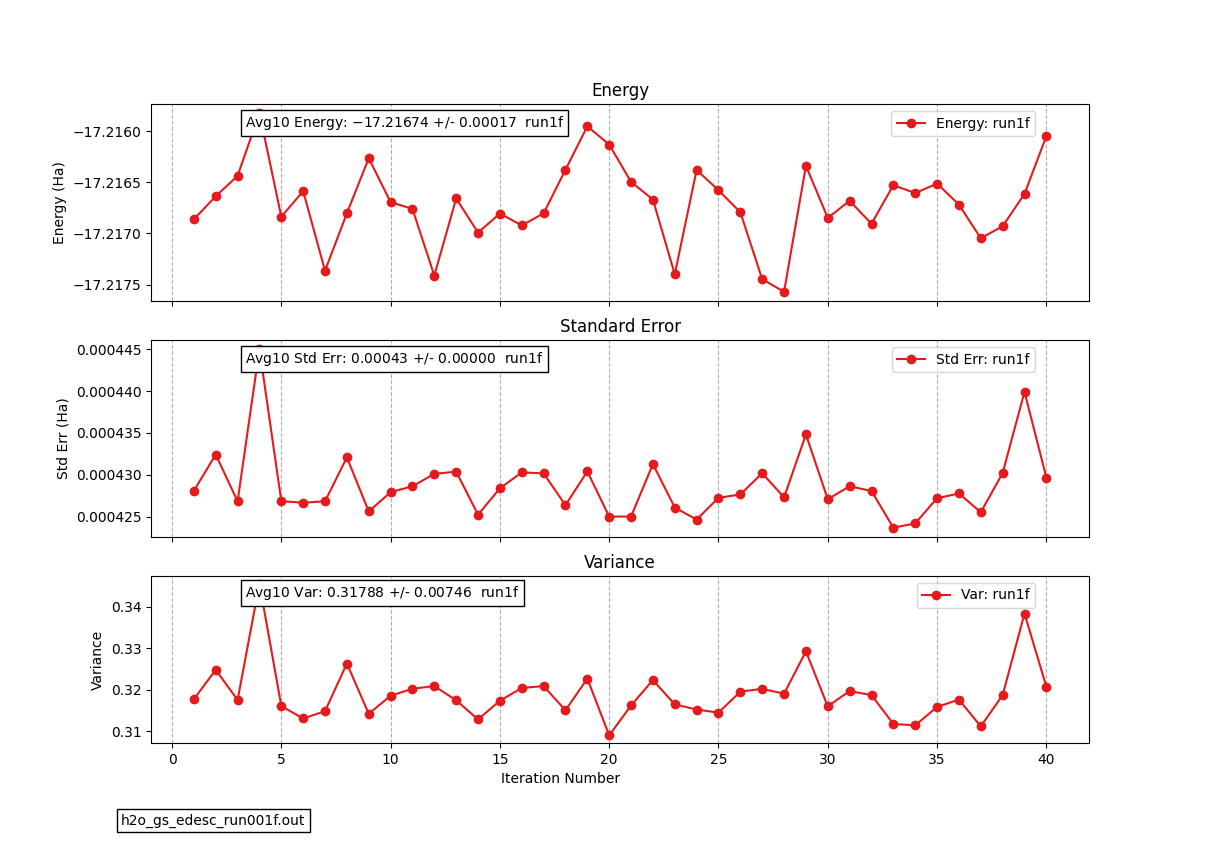 Energy
Avg10 Energy: −17.21674 +/- 0.00017  run1f
Energy: run1f
−17.2160
−17.2165
−17.2170
−17.2175
Energy (Ha)
Standard Error
Avg10 Std Err: 0.00043 +/- 0.00000  run1f
Std Err: run1f
0.000445
0.000440
0.000435
0.000430
0.000425
Std Err (Ha)
Variance
Avg10 Var: 0.31788 +/- 0.00746  run1f
Var: run1f
0.34
0.33
0.32
0.31
Variance
0 5 10 15 20 25 30 35 40
Iteration Number
h2o_gs_edesc_run001f.out